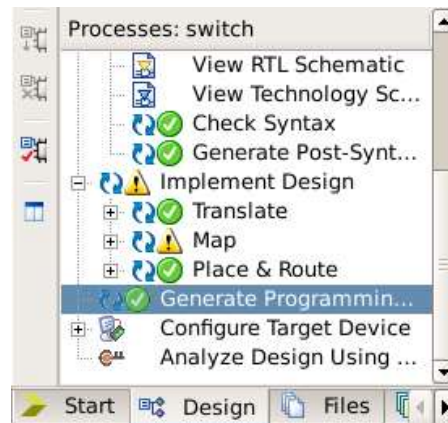 Processes: switch
View RTL Schematic
View Technology Sc...
Check Syntax
Generate Post-Synt...
Implement Design
Translate
Map
Place & Route
Generate Programmin...
Configure Target Device
Analyze Design Using ...
Start Design Files